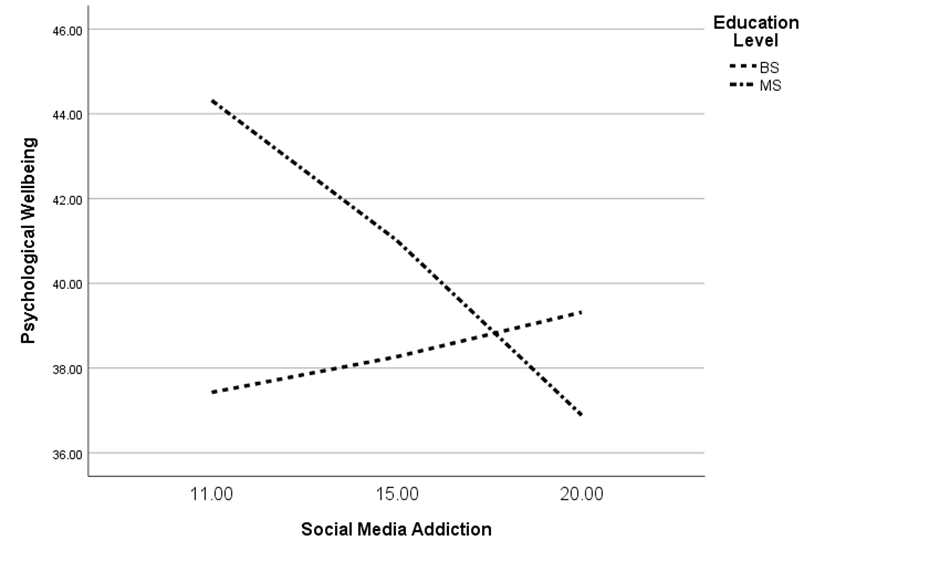 46.00
44.00
42.00
40.00
38.00
36.00
Psychological Wellbeing
11.00 15.00 20.00
Social Media Addiction
Education
Level
BS
MS